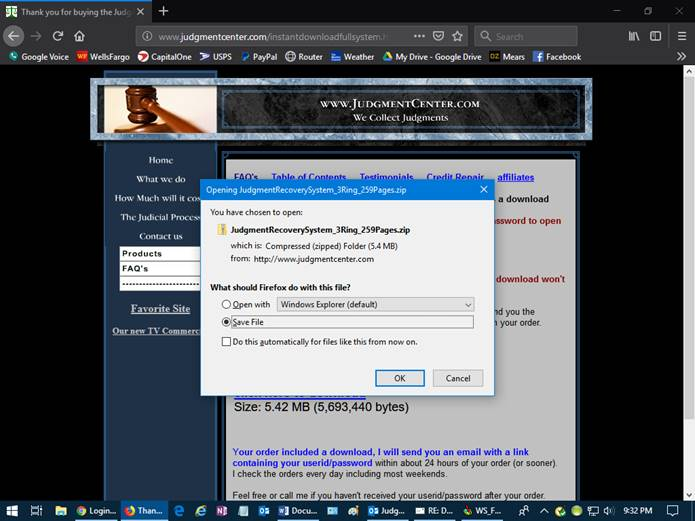 Thank you for buying the Judg
www.judgmentcenter.com/instantdownloadfullsystem.h
Search
Google Voice WellsFargo CapitalOne USPS PayPal Router Weather My Drive - Google Drive Mears Facebook
WWW.JUDGMENTCENTER.COM
We Collect Judgments
Home
What we do
How Much will it cos
The Judicial Process
Contact us
Products
FAQ's
Favorite Site
Our new TV Commerc
FAQ's Table of Contents Testimonials Credit Repair affiliates
a download
ssword to open
Opening JudgmentRecoverySystem_3Ring_259Pages.zip
You have chosen to open:
JudgmentRecoverySystem_3Ring_259Pages.zip
which is: Compressed (zipped) Folder (5.4 MB)
from: http://www.judgmentcenter.com
What should Firefox do with this file?
Open with Windows Explorer (default)
Save File
Do this automatically for files like this from now on.
OK Cancel
download won't
nd you the
your order.
Size: 5.42 MB (5,693,440 bytes)
Your order included a download, I will send you an email with a link
containing your userid/password within about 24 hours of your order (or sooner).
I check the orders every day including most weekends.
Feel free or call me if you haven't received your userid/password after your order.
Login... Than... Docu... Judg... RE: D... WS_F... 9:32 PM